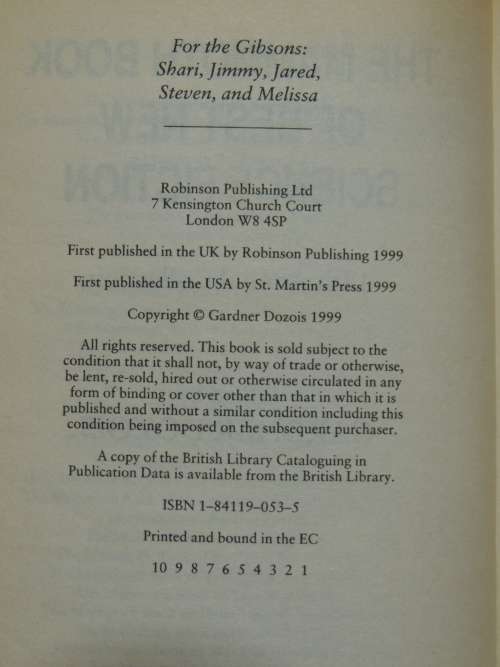 For the Gibsons:
Shari, Jimmy, Jared,
Steven, and Melissa
Robinson Publishing Ltd
7 Kensington Church Court
London W8 4SP
First published in the UK by Robinson Publishing 1999
First published in the USA by St. Martin's Press 1999
Copyright © Gardner Dozois 1999
All rights reserved. This book is sold subject to the
condition that it shall not, by way of trade or otherwise,
be lent, re-sold, hired out or otherwise circulated in any
form of binding or cover other than that in which it is
published and without a similar condition including this
condition being imposed on the subsequent purchaser.
A copy of the British Library Cataloguing in
Publication Data is available from the British Library.
ISBN 1–84119–053–5
Printed and bound in the EC
10 9 8 7 6 5 4 3 2 1